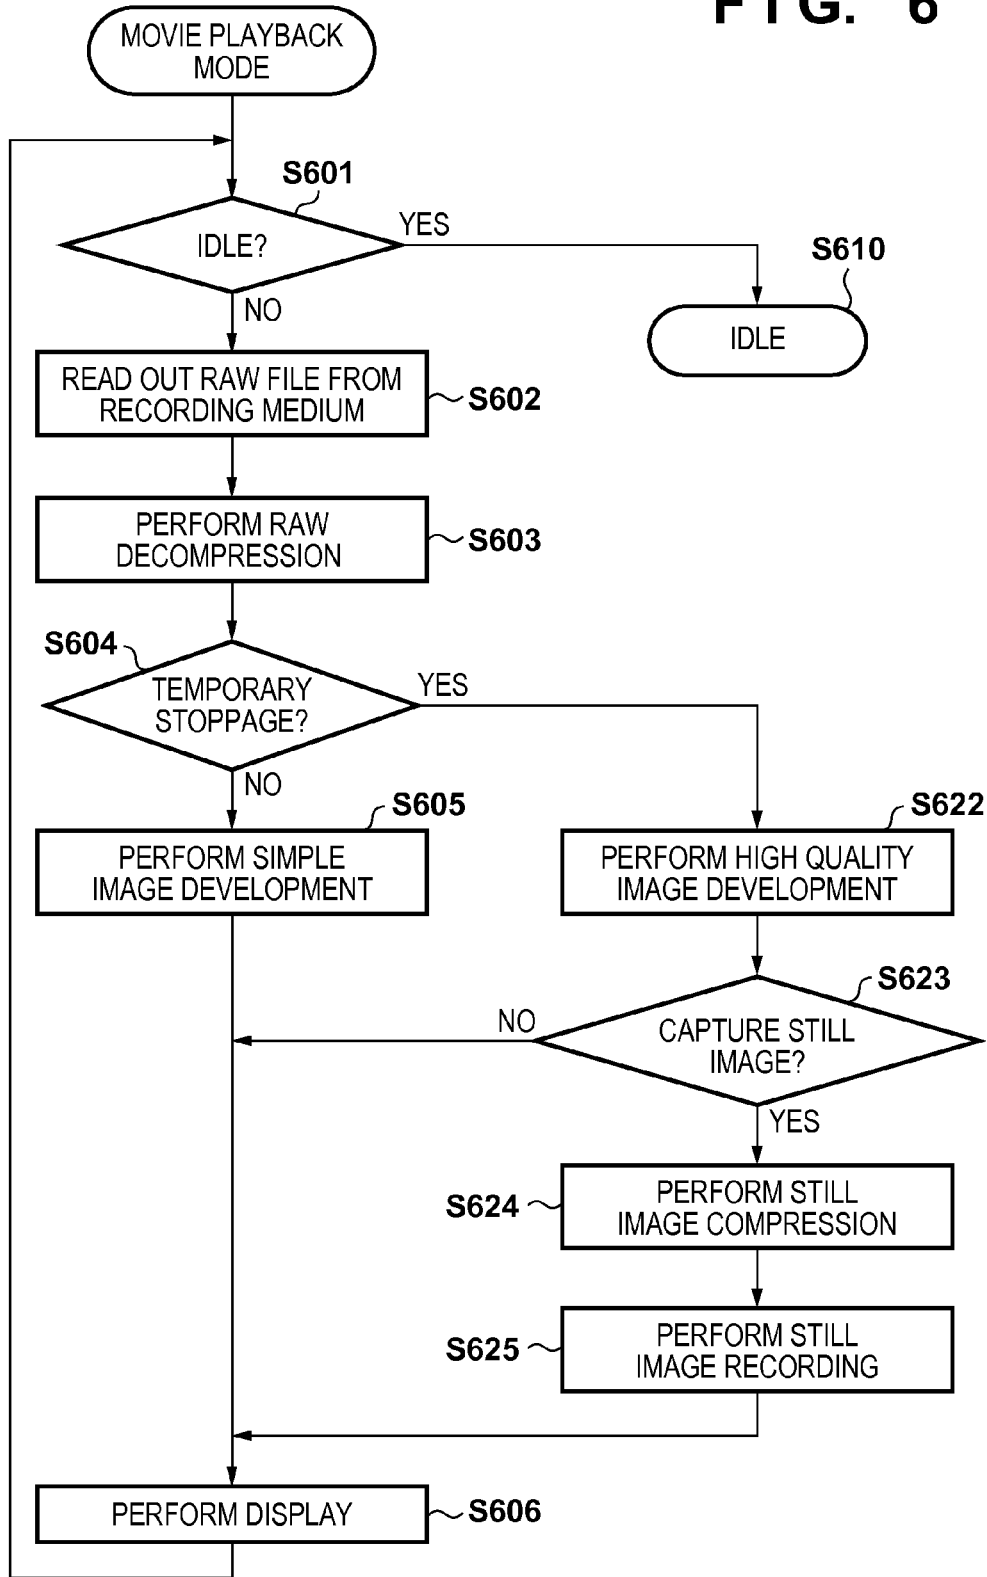 FIG. 6
MOVIE PLAYBACK
MODE
S601
IDLE?
YES
NO
S610
IDLE
READ OUT RAW FILE FROM
RECORDING MEDIUM
S602
PERFORM RAW
DECOMPRESSION
S603
S604
TEMPORARY
STOPPAGE?
YES
NO
S605
PERFORM SIMPLE
IMAGE DEVELOPMENT
S622
PERFORM HIGH QUALITY
IMAGE DEVELOPMENT
S623
CAPTURE STILL
IMAGE?
NO
YES
S624
PERFORM STILL
IMAGE COMPRESSION
S625
PERFORM STILL
IMAGE RECORDING
PERFORM DISPLAY
S606